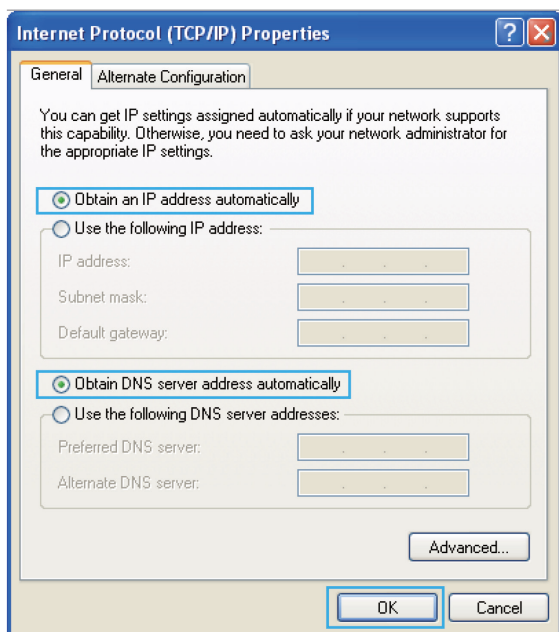 Internet Protocol (TCP/IP) Properties
General
Alternate Configuration
You can get IP settings assigned automatically if your network supports
this capability. Otherwise, you need to ask your network administrator for
the appropriate IP settings.
Obtain an IP address automatically
Use the following IP address:
IP address:
Subnet mask:
Default gateway:
Obtain DNS server address automatically
Use the following DNS server addresses:
Preferred DNS server:
Alternate DNS server:
Advanced...
OK
Cancel